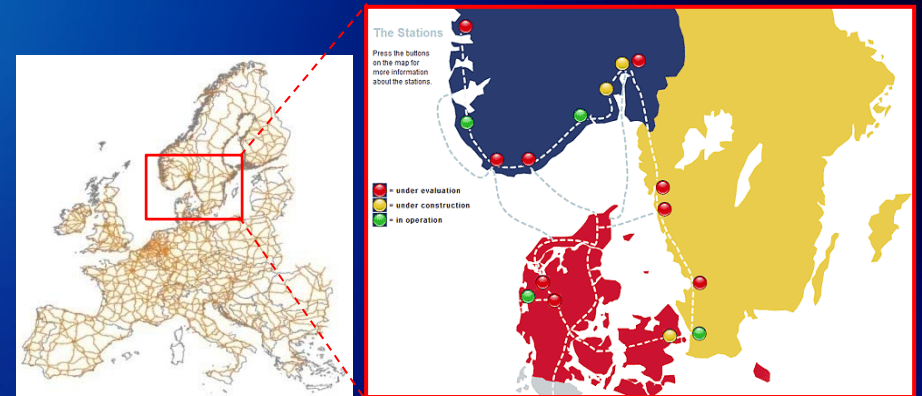 The Stations
Press the buttons
on the map for
more information
about the stations.
= under evaluation
= under construction
= in operation